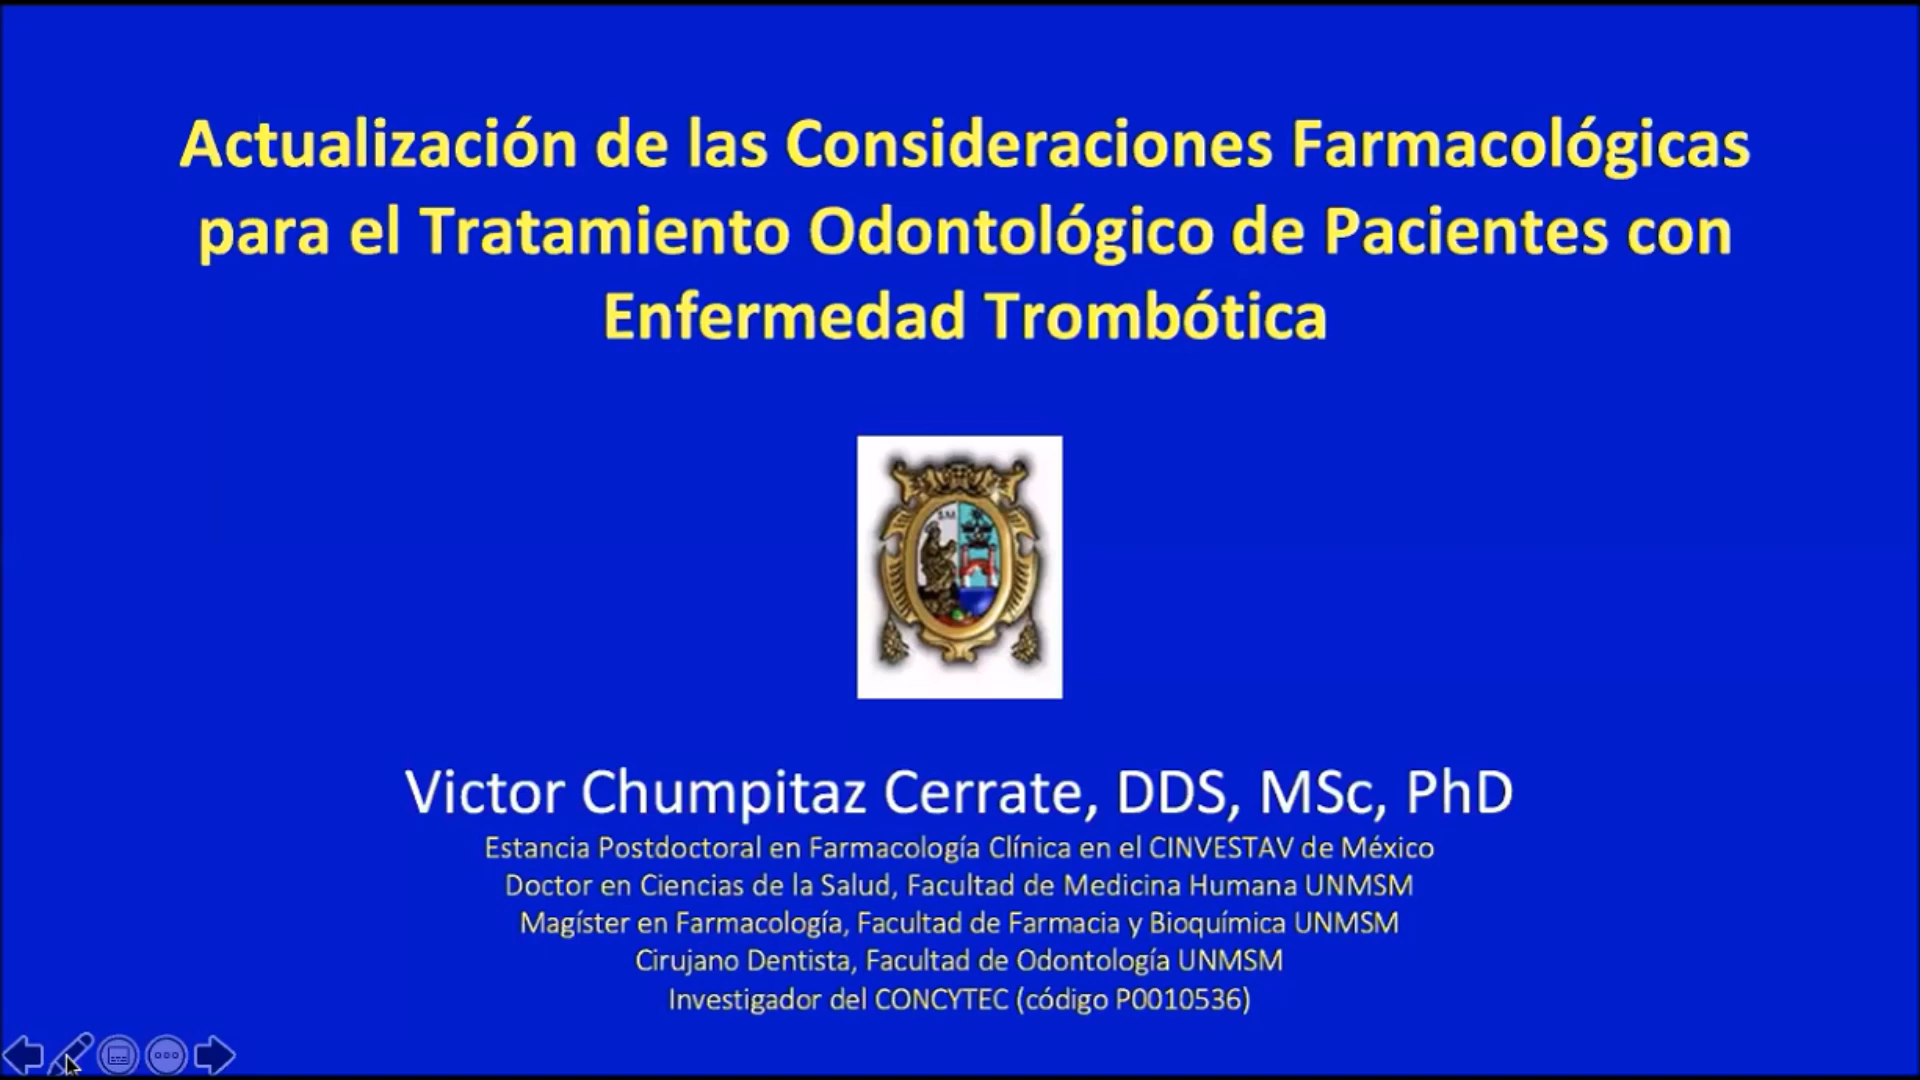 Actualización de las Consideraciones Farmacológicas
para el Tratamiento Odontológico de Pacientes con
Enfermedad Trombótica
Victor Chumpitaz Cerrate, DDS, MSc, PhD
Estancia Postdoctoral en Farmacología Clínica en el CINVESTAV de México
Doctor en Ciencias de la Salud, Facultad de Medicina Humana UNMSM
Magíster en Farmacología, Facultad de Farmacia y Bioquímica UNMSM
Cirujano Dentista, Facultad de Odontología UNMSM
Investigador del CONCYTEC (código P0010536)